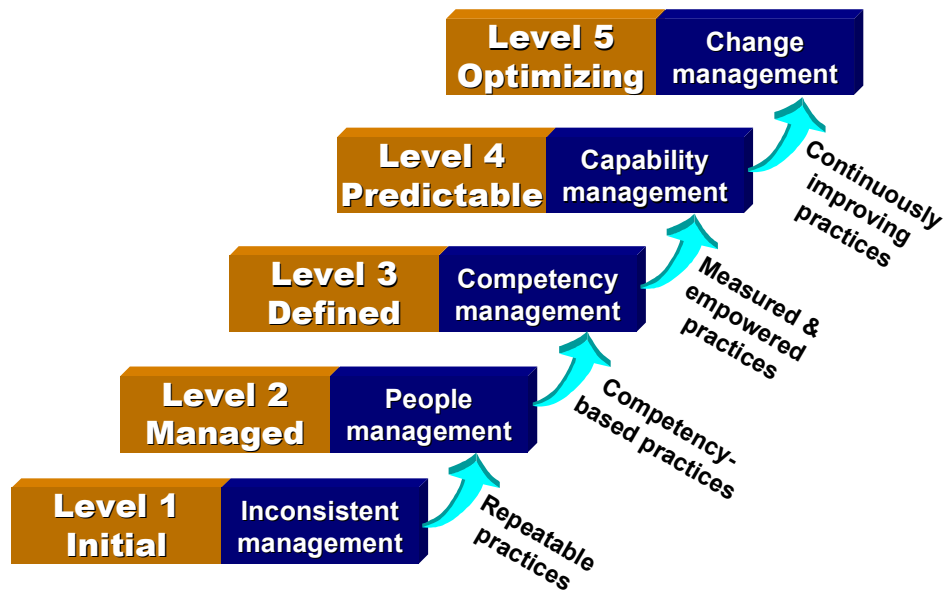 Level 5
Optimizing
Change
management
Level 4
Predictable
Capability
management
Continuously
improving
practices
Level 3
Defined
Competency
management
Measured &
empowered
practices
Level 2
Managed
People
management
Competency-
based practices
Level 1
Initial
Inconsistent
management
Repeatable
practices